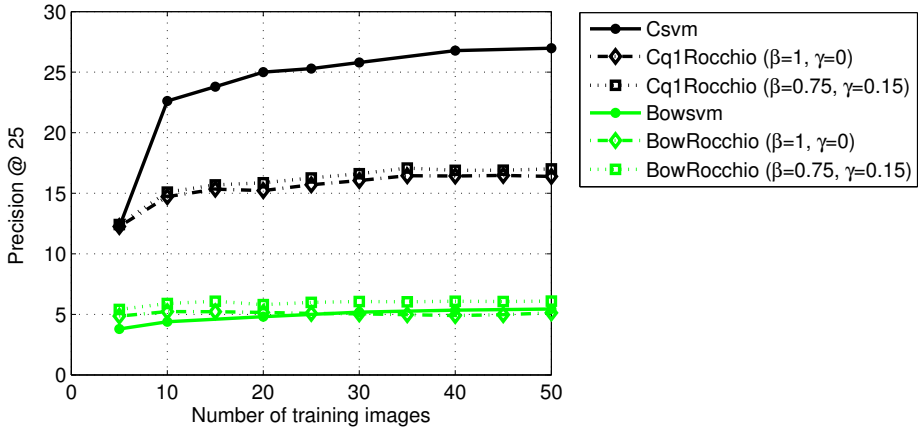 30
25
20
15
10
5
0
0
10
20
30
40
50
Precision @ 25
Number of training images
Csvm
Cq1Rocchio (β=1, γ=0)
Cq1Rocchio (β=0.75, γ=0.15)
Bowsvm
BowRocchio (β=1, γ=0)
BowRocchio (β=0.75, γ=0.15)